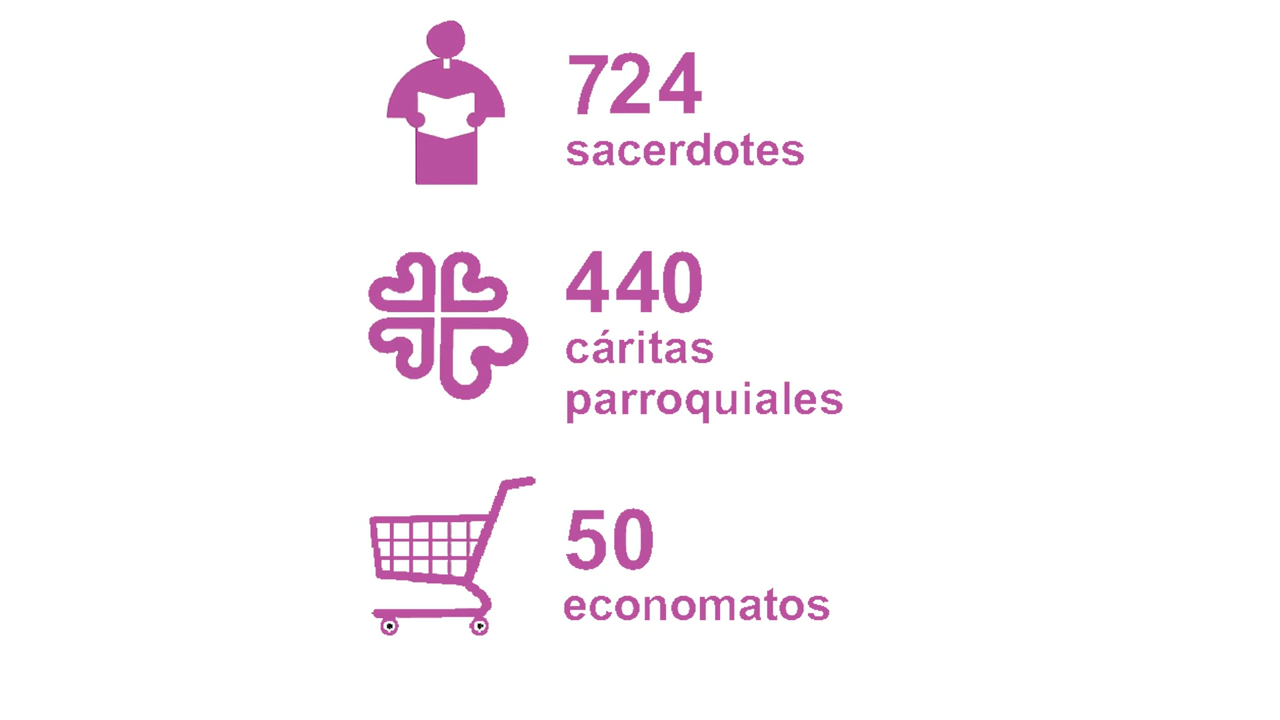 724
sacerdotes
440
cáritas
parroquiales
50
economatos